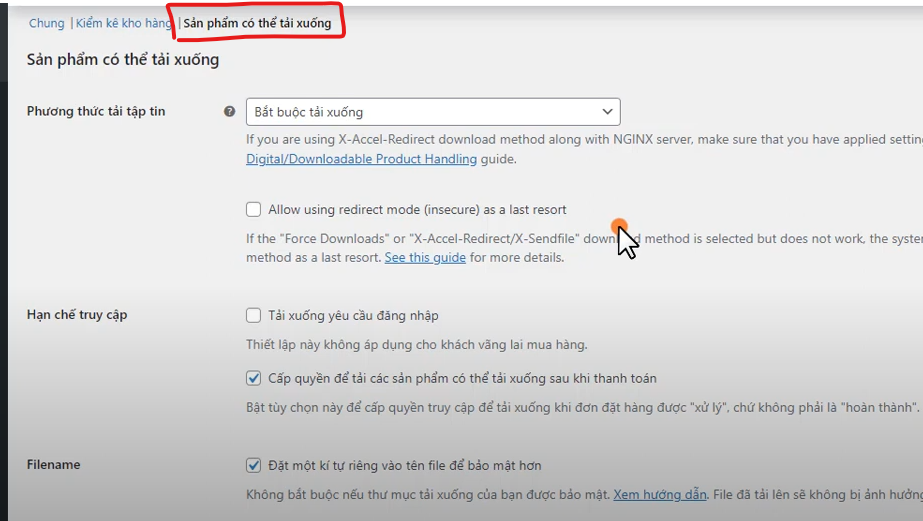 Chung | Kiểm kê kho hàng | Sản phẩm có thể tải xuống
Sản phẩm có thể tải xuống
Phương thức tải tập tin
Bắt buộc tải xuống
If you are using X-Accel-Redirect download method along with NGINX server, make sure that you have applied
Digital/Downloadable Product Handling guide.
Allow using redirect mode (insecure) as a last resort
If the "Force Downloads" or "X-Accel-Redirect/X-Sendfile" download method is selected but does not work, the
method as a last resort. See this guide for more details.
Hạn chế truy cập
Tải xuống yêu cầu đăng nhập
Thiết lập này không áp dụng cho khách vãng lai mua hàng.
Cấp quyền để tải các sản phẩm có thể tải xuống sau khi thanh toán
Bật tùy chọn này để cấp quyền truy cập để tải xuống khi đơn đặt hàng được "xử lý", chứ không phải là "hoàn thành".
Filename
Đặt một kí tự riêng vào tên file để bảo mật hơn
Không bắt buộc nếu thư mục tải xuống của bạn được bảo mật. Xem hướng dẫn. File đã tải lên sẽ không bị ảnh